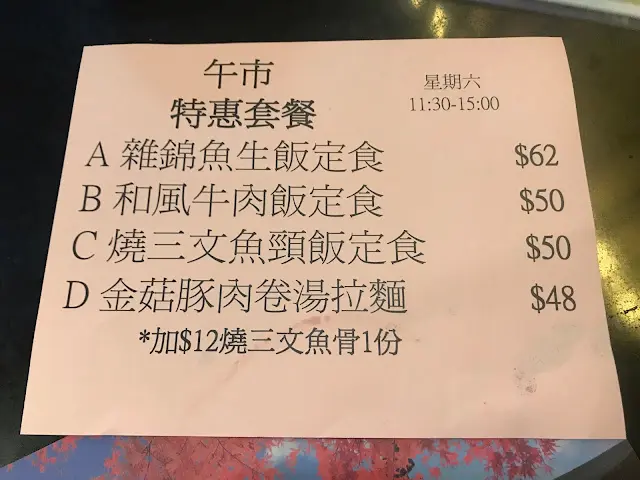 午市
特惠套餐
星期六
11:30-15:00
A 雜錦魚生飯定食 $62
B 和風牛肉飯定食 $50
C 燒三文魚頸飯定食 $50
D 金菇豚肉卷湯拉麵 $48
*加$12燒三文魚骨1份